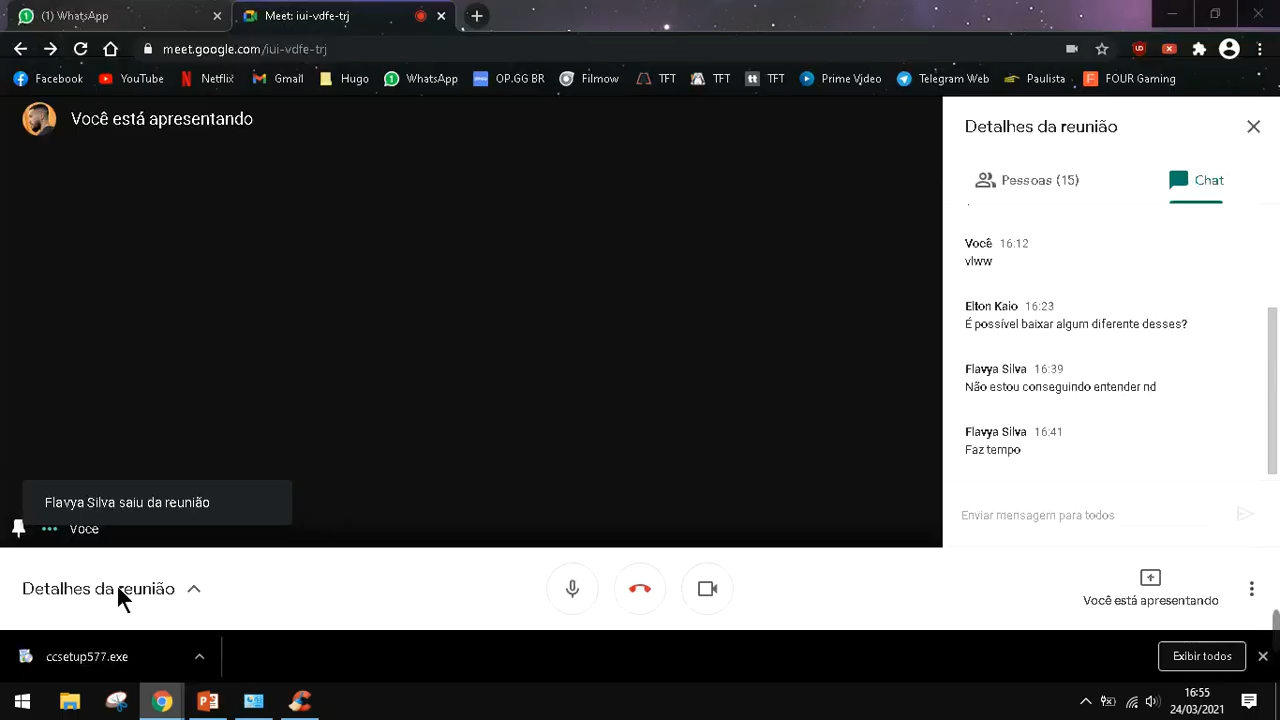 (1) WhatsApp
Meet: iui-vdfe-trj
meet.google.com/iui-vdfe-trj
Facebook
YouTube
Netflix
Gmail
Hugo
WhatsApp
OP.GG BR
Filmow
TFT
TFT
TFT
Prime Video
Telegram Web
Paulista
FOUR Gaming
Você está apresentando
Detalhes da reunião
Pessoas (15)
Chat
Você 16:12
vlww
Elton Kaio 16:23
É possível baixar algum diferente desses?
Flavya Silva 16:39
Não estou conseguindo entender nd
Flavya Silva 16:41
Faz tempo
Enviar mensagem para todos
Flavya Silva saiu da reunião
Você
Detalhes da reunião
Você está apresentando
ccsetup577.exe
Exibir todos
16:55
24/03/2021